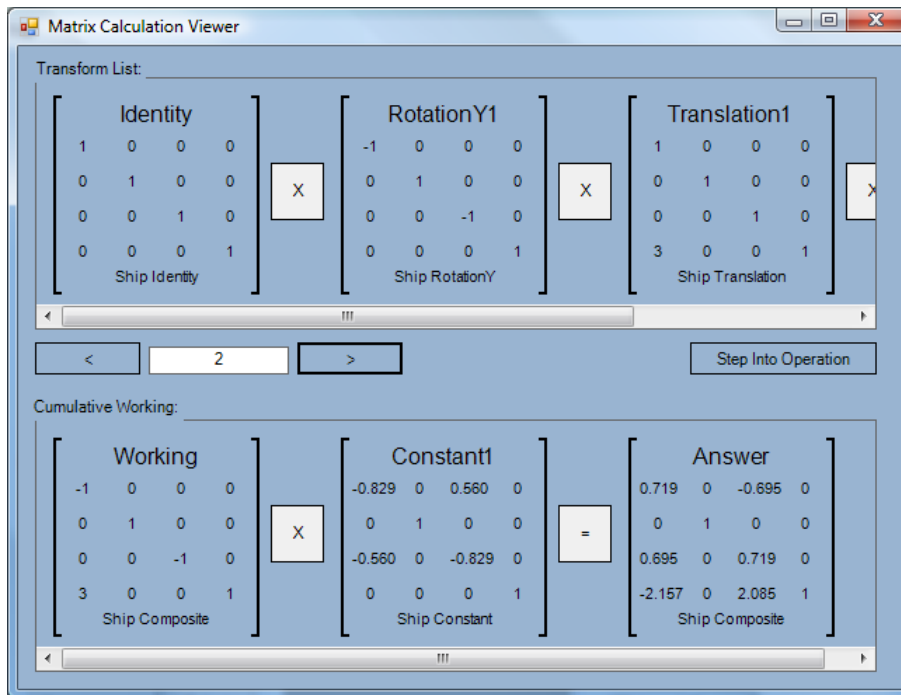 Matrix Calculation Viewer
Transform List:
Identity RotationY1 Translation1
1 0 0 0 -1 0 0 0 1 0 0 0
0 1 0 0 0 1 0 0 0 1 0 0
X X X
0 0 1 0 0 0 -1 0 0 0 1 0
0 0 0 1 0 0 0 1 3 0 0 1
Ship Identity Ship RotationY Ship Translation
< 2 > Step Into Operation
Cumulative Working:
Working Constant1 Answer
-1 0 0 0 -0.829 0 0.560 0 0.719 0 -0.695 0
0 1 0 0 0 1 0 0 0 1 0 0
X =
0 0 -1 0 -0.560 0 -0.829 0 0.695 0 0.719 0
3 0 0 1 0 0 0 1 -2.157 0 2.085 1
Ship Composite Ship Constant Ship Composite